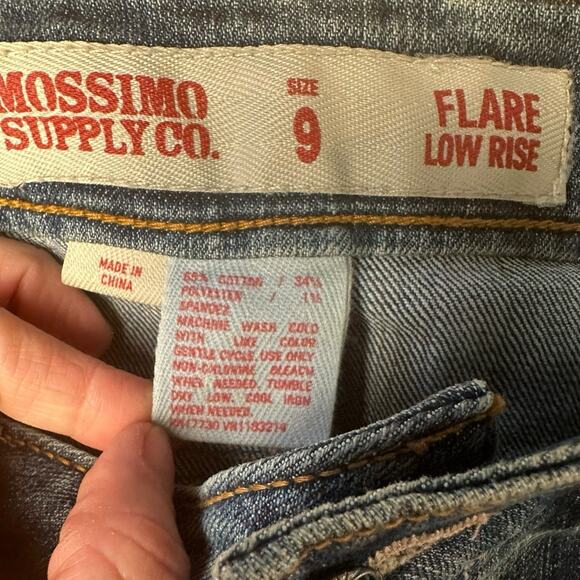 MOSSIMO
SUPPLY CO.
SIZE
9
FLARE
LOW RISE
MADE IN
CHINA
65% COTTON / 34%
POLYESTER / 1%
SPANDEX
MACHINE WASH COLD
WITH LIKE COLOR
GENTLE CYCLE. USE ONLY
NON-CHLORINE BLEACH
WHEN NEEDED. TUMBLE
DRY LOW. COOL IRON
WHEN NEEDED.
RN17730 VN1183214